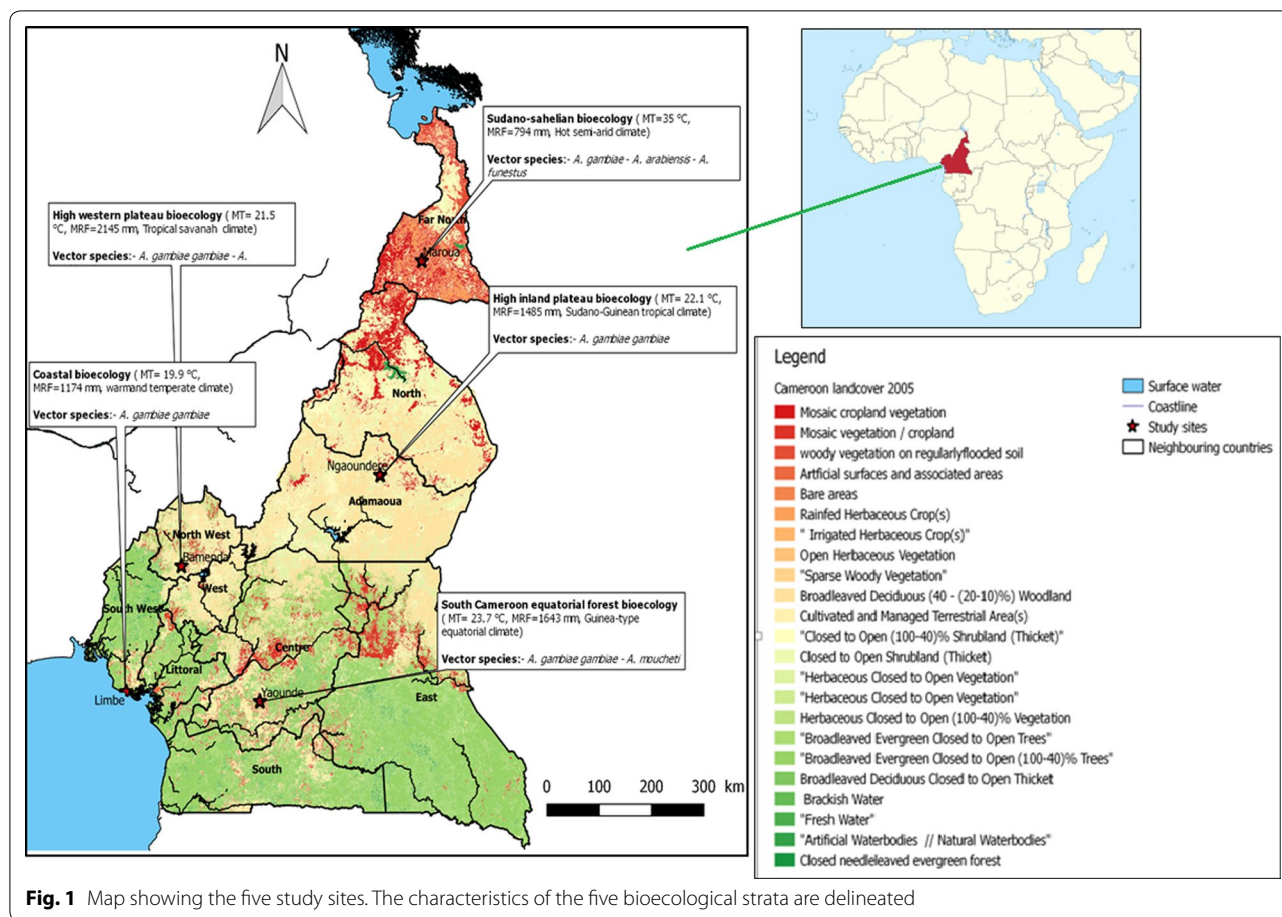 N
Sudano-sahelian bioecology ( MT=35 °C,
MRF=794 mm, Hot semi-arid climate)
Vector species:- A. gambiae - A. arabiensis - A.
funestus
High western plateau bioecology ( MT= 21.5
°C, MRF=2145 mm, Tropical savanah climate)
Vector species:- A. gambiae gambiae - A.
Far North
Maroua
High inland plateau bioecology ( MT= 22.1 °C,
MRF=1485 mm, Sudano-Guinean tropical climate)
Vector species:- A. gambiae gambiae
Coastal bioecology ( MT= 19.9 °C,
MRF=1174 mm, warmand temperate climate)
Vector species:- A. gambiae gambiae
North
Ngaoundere
Adamaoua
North West
Bamenda
West
South West
South Cameroon equatorial forest bioecology
( MT= 23.7 °C, MRF=1643 mm, Guinea-type
equatorial climate)
Vector species:- A. gambiae gambiae - A. moucheti
Centre
Littoral
Limbe
Yaounde
East
South
0 100 200 300 km
Legend
Cameroon landcover 2005
Mosaic cropland vegetation
Mosaic vegetation / cropland
woody vegetation on regularlyflooded soil
Artficial surfaces and associated areas
Bare areas
Rainfed Herbaceous Crop(s)
" Irrigated Herbaceous Crop(s)"
Open Herbaceous Vegetation
"Sparse Woody Vegetation"
Broadleaved Deciduous (40 - (20-10)%) Woodland
Cultivated and Managed Terrestrial Area(s)
"Closed to Open (100-40)% Shrubland (Thicket)"
Closed to Open Shrubland (Thicket)
"Herbaceous Closed to Open Vegetation"
"Herbaceous Closed to Open Vegetation"
Herbaceous Closed to Open (100-40)% Vegetation
"Broadleaved Evergreen Closed to Open Trees"
"Broadleaved Evergreen Closed to Open (100-40)% Trees"
Broadleaved Deciduous Closed to Open Thicket
Brackish Water
"Fresh Water"
"Artificial Waterbodies // Natural Waterbodies"
Closed needleleaved evergreen forest
Surface water
Coastline
Study sites
Neighbouring countries
Fig. 1 Map showing the five study sites. The characteristics of the five bioecological strata are delineated